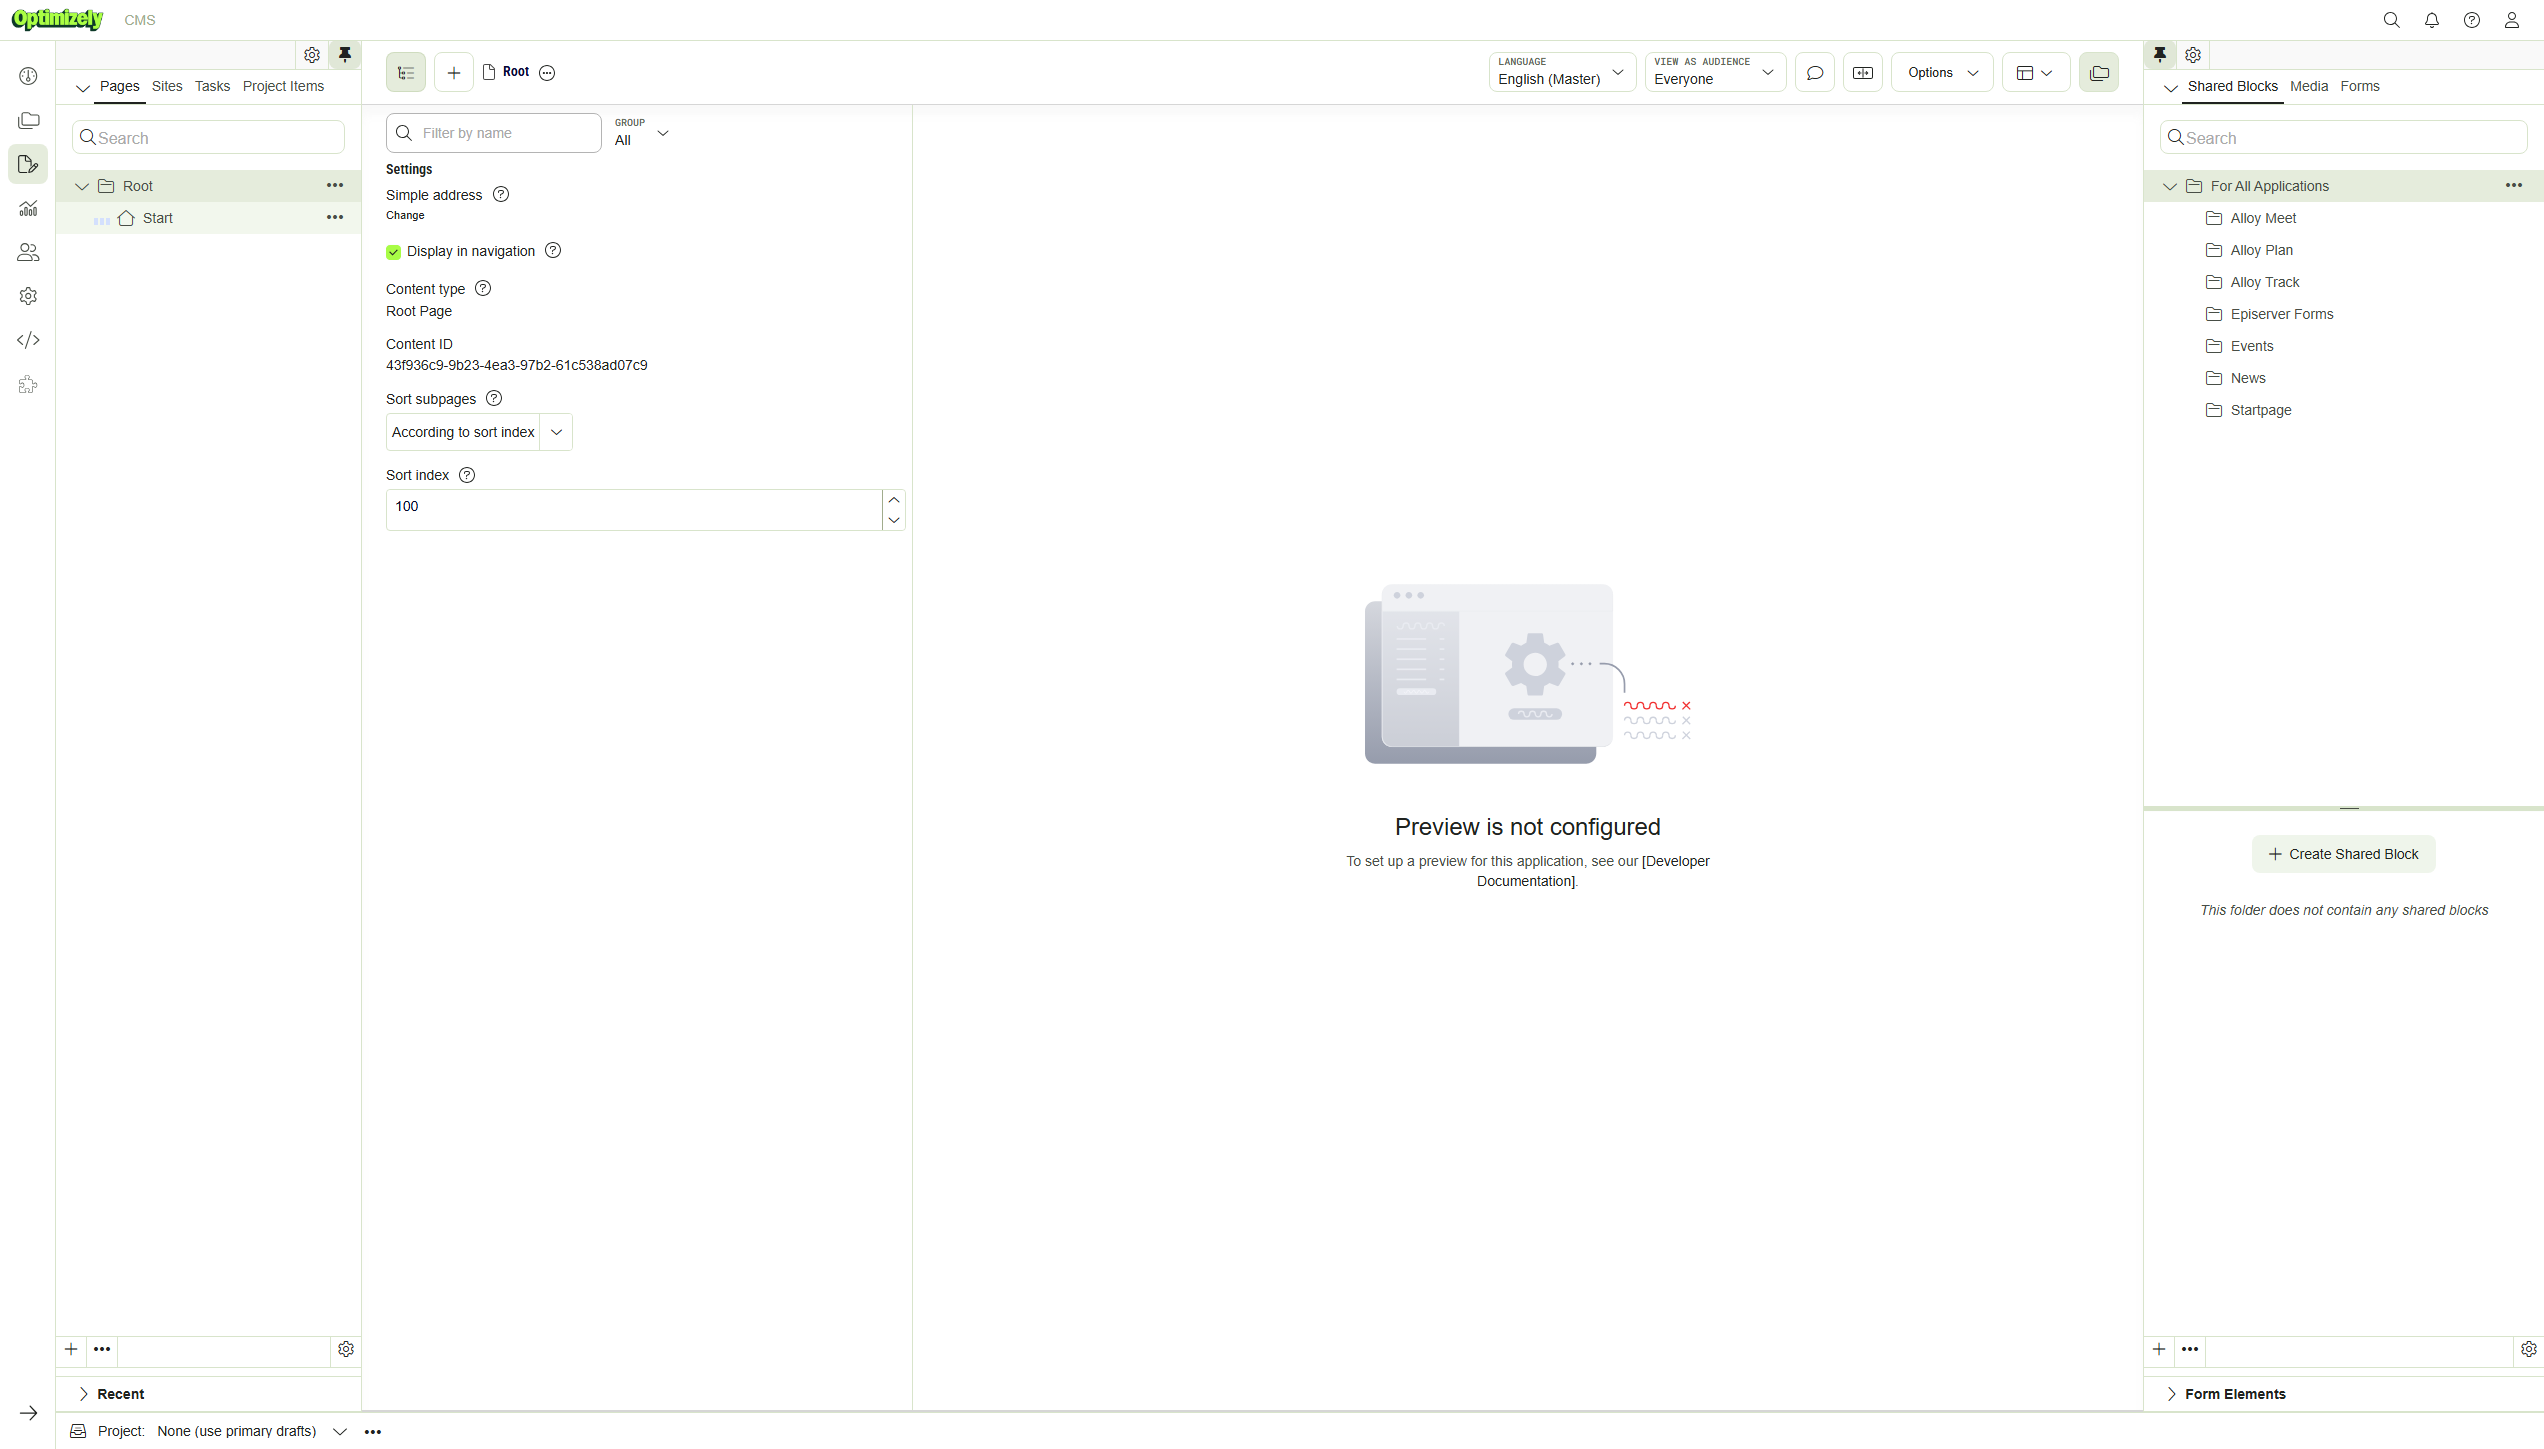 Optimizely CMS
Pages Sites Tasks Project Items
Search
Root
Start
Recent
Project: None (use primary drafts)
Root
LANGUAGE
English (Master)
VIEW AS AUDIENCE
Everyone
Options
Filter by name
GROUP
All
Settings
Simple address
Change
Display in navigation
Content type
Root Page
Content ID
43f936c9-9b23-4ea3-97b2-61c538ad07c9
Sort subpages
According to sort index
Sort index
100
Preview is not configured
To set up a preview for this application, see our [Developer
Documentation].
Shared Blocks Media Forms
Search
For All Applications
Alloy Meet
Alloy Plan
Alloy Track
Episerver Forms
Events
News
Startpage
Create Shared Block
This folder does not contain any shared blocks
Form Elements